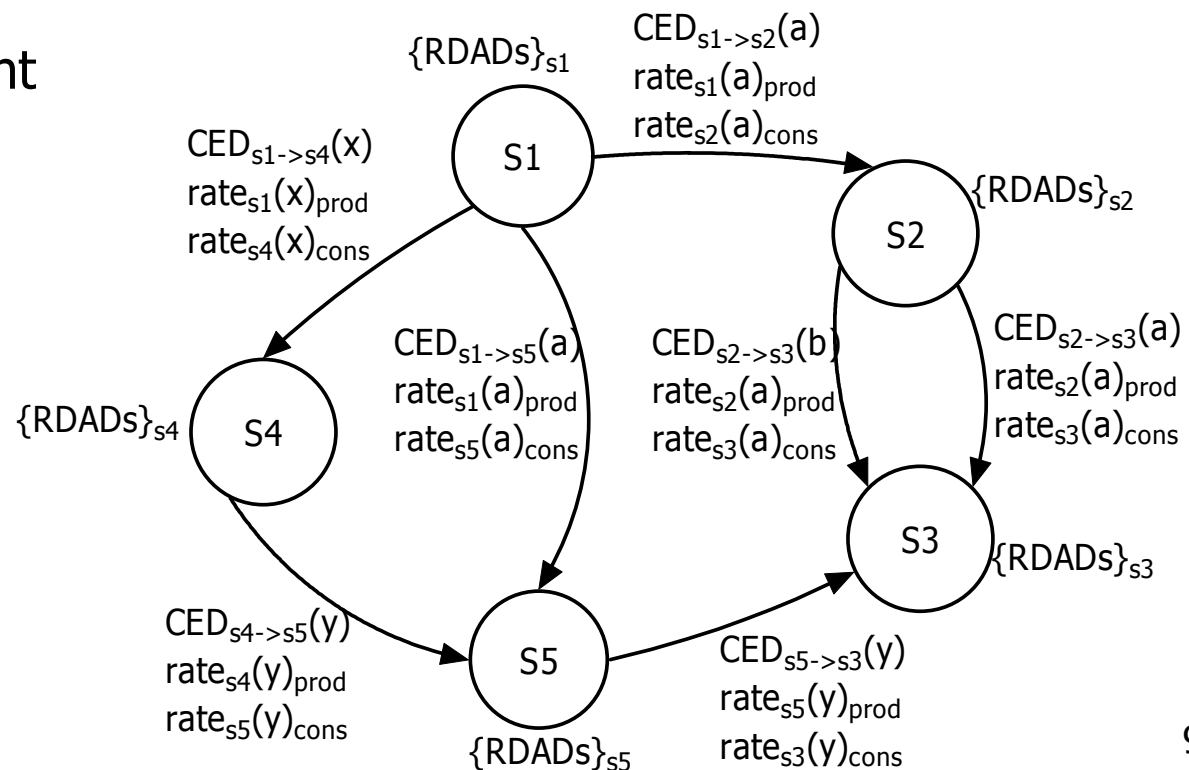 nt
{RDADs}s1
CEDs1->s2(a)
rates1(a)prod
rates2(a)cons
CEDs1->s4(x)
rates1(x)prod
rates4(x)cons
S1
{RDADs}s2
S2
CEDs1->s5(a)
rates1(a)prod
rates5(a)cons
CEDs2->s3(b)
rates2(a)prod
rates3(a)cons
CEDs2->s3(a)
rates2(a)prod
rates3(a)cons
{RDADs}s4
S4
S3
{RDADs}s3
CEDs4->s5(y)
rates4(y)prod
rates5(y)cons
S5
{RDADs}s5
CEDs5->s3(y)
rates5(y)prod
rates3(y)cons
9